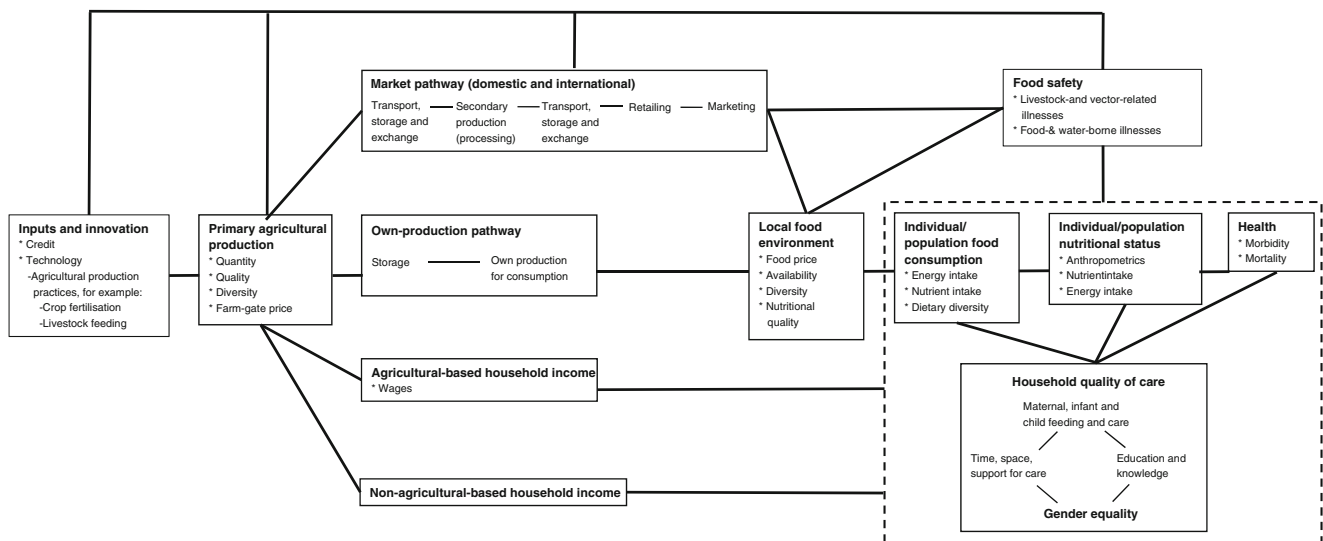 Market pathway (domestic and international)
Transport,
storage and
exchange
Secondary
production
(processing)
Transport,
storage and
exchange
Retailing
Marketing
Food safety
* Livestock-and vector-related
illnesses
* Food-& water-borne illnesses
Inputs and innovation
* Credit
* Technology
-Agricultural production
practices, for example:
-Crop fertilisation
-Livestock feeding
Primary agricultural
production
* Quantity
* Quality
* Diversity
* Farm-gate price
Own-production pathway
Storage
Own production
for consumption
Local food
environment
* Food price
* Availability
* Diversity
* Nutritional
quality
Individual/
population food
consumption
* Energy intake
* Nutrient intake
* Dietary diversity
Individual/population
nutritional status
* Anthropometrics
* Nutrientintake
* Energy intake
Health
* Morbidity
* Mortality
Agricultural-based household income
* Wages
Non-agricultural-based household income
Household quality of care
Maternal, infant and
child feeding and care
Time, space,
support for care
Education and
knowledge
Gender equality